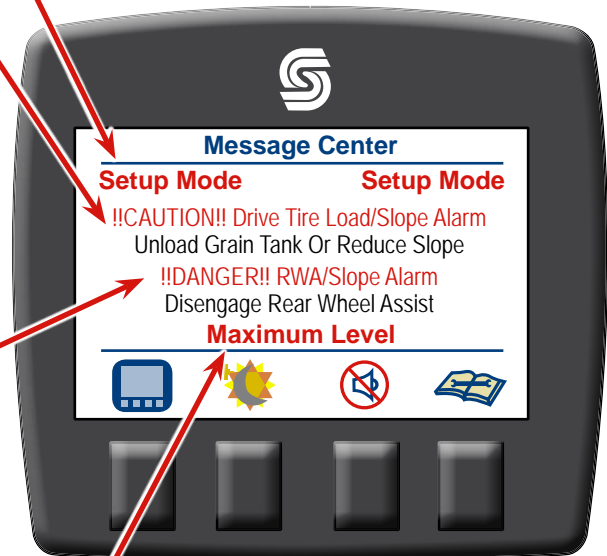 Message Center
Setup Mode Setup Mode
!!CAUTION!! Drive Tire Load/Slope Alarm
Unload Grain Tank Or Reduce Slope
!!DANGER!! RWA/Slope Alarm
Disengage Rear Wheel Assist
Maximum Level